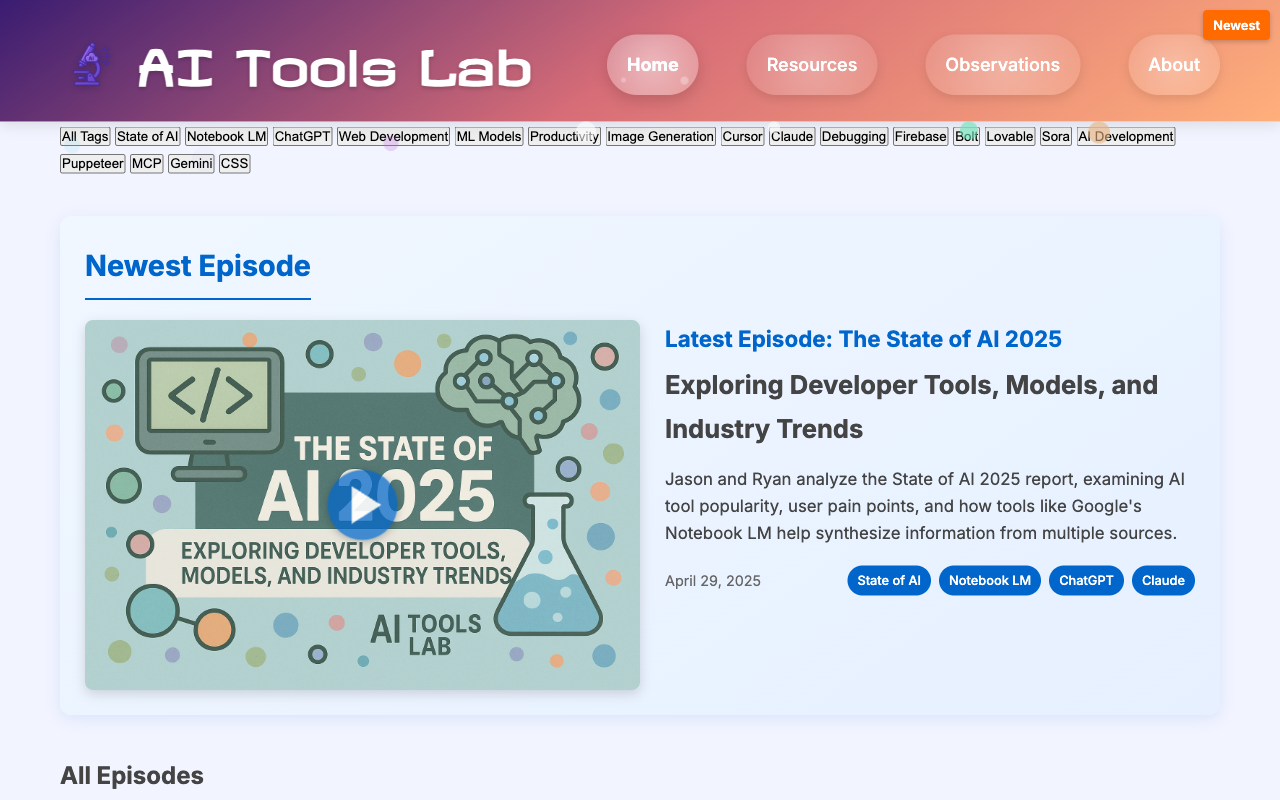 Newest
AI Tools Lab
Home Resources Observations About
All Tags State of AI Notebook LM ChatGPT Web Development ML Models Productivity Image Generation Cursor Claude Debugging Firebase Bolt Lovable Sora AI Development
Puppeteer MCP Gemini CSS
Newest Episode
THE STATE OF
AI 2025
EXPLORING DEVELOPER TOOLS,
MODELS, AND INDUSTRY TRENDS
AI TOOLS
LAB
Latest Episode: The State of AI 2025
Exploring Developer Tools, Models, and
Industry Trends
Jason and Ryan analyze the State of AI 2025 report, examining AI
tool popularity, user pain points, and how tools like Google's
Notebook LM help synthesize information from multiple sources.
April 29, 2025 State of AI Notebook LM ChatGPT Claude
All Episodes